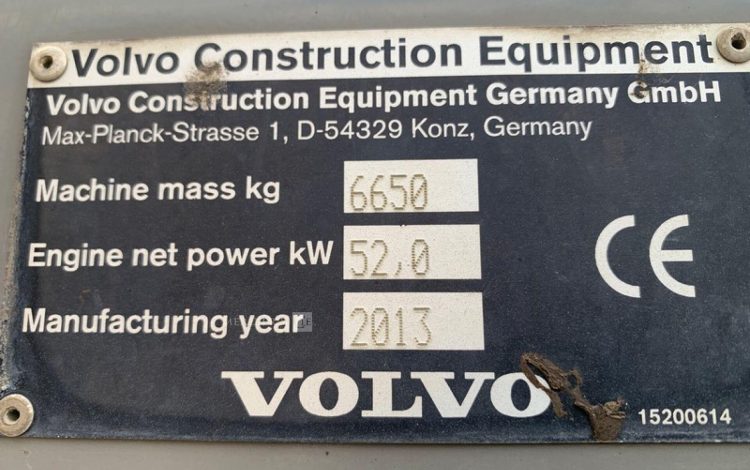 Volvo Construction Equipment
Volvo Construction Equipment Germany GmbH
Max-Planck-Strasse 1, D-54329 Konz, Germany
Machine mass kg 6650
Engine net power kW 52,0
CE
Manufacturing year 2013
VOLVO
15200614